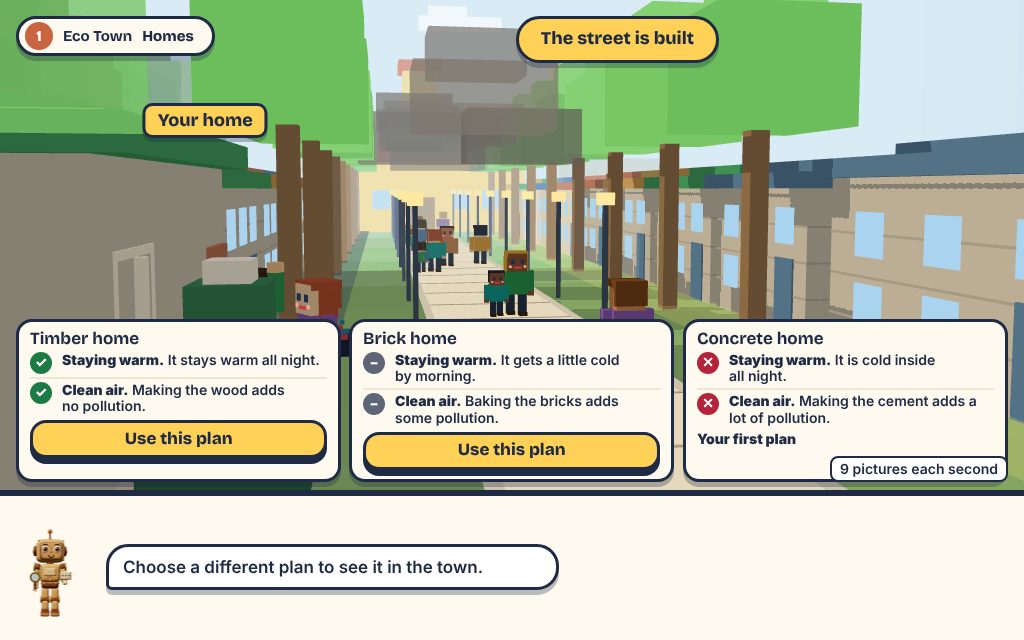 1 Eco Town Homes
The street is built
Your home
Timber home
Staying warm. It stays warm all night.
Clean air. Making the wood adds
no pollution.
Use this plan
Brick home
Staying warm. It gets a little cold
by morning.
Clean air. Baking the bricks adds
some pollution.
Use this plan
Concrete home
Staying warm. It is cold inside
all night.
Clean air. Making the cement adds a
lot of pollution.
Your first plan
9 pictures each second
Choose a different plan to see it in the town.